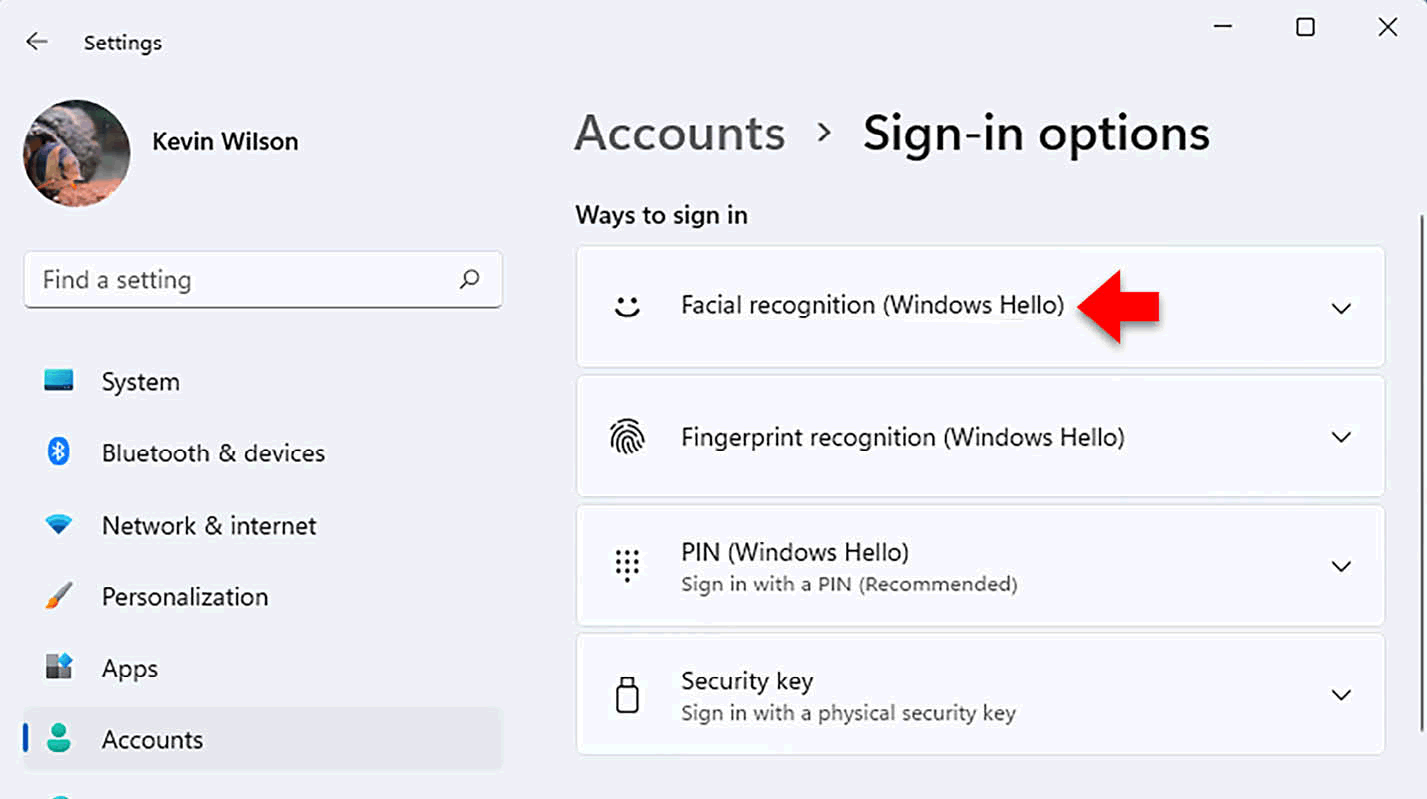 Settings
Kevin Wilson
Find a setting
System
Bluetooth & devices
Network & internet
Personalization
Apps
Accounts
Accounts > Sign-in options
Ways to sign in
Facial recognition (Windows Hello)
Fingerprint recognition (Windows Hello)
PIN (Windows Hello)
Sign in with a PIN (Recommended)
Security key
Sign in with a physical security key